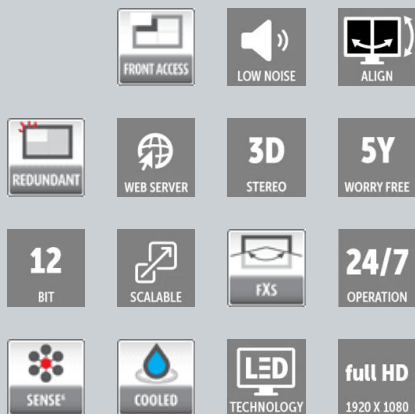 FRONT ACCESS
LOW NOISE
ALIGN
REDUNDANT
WEB SERVER
3D
STEREO
5Y
WORRY FREE
12
BIT
SCALABLE
FXS
24/7
OPERATION
SENSE⁶
COOLED
LED
TECHNOLOGY
full HD
1920 X 1080